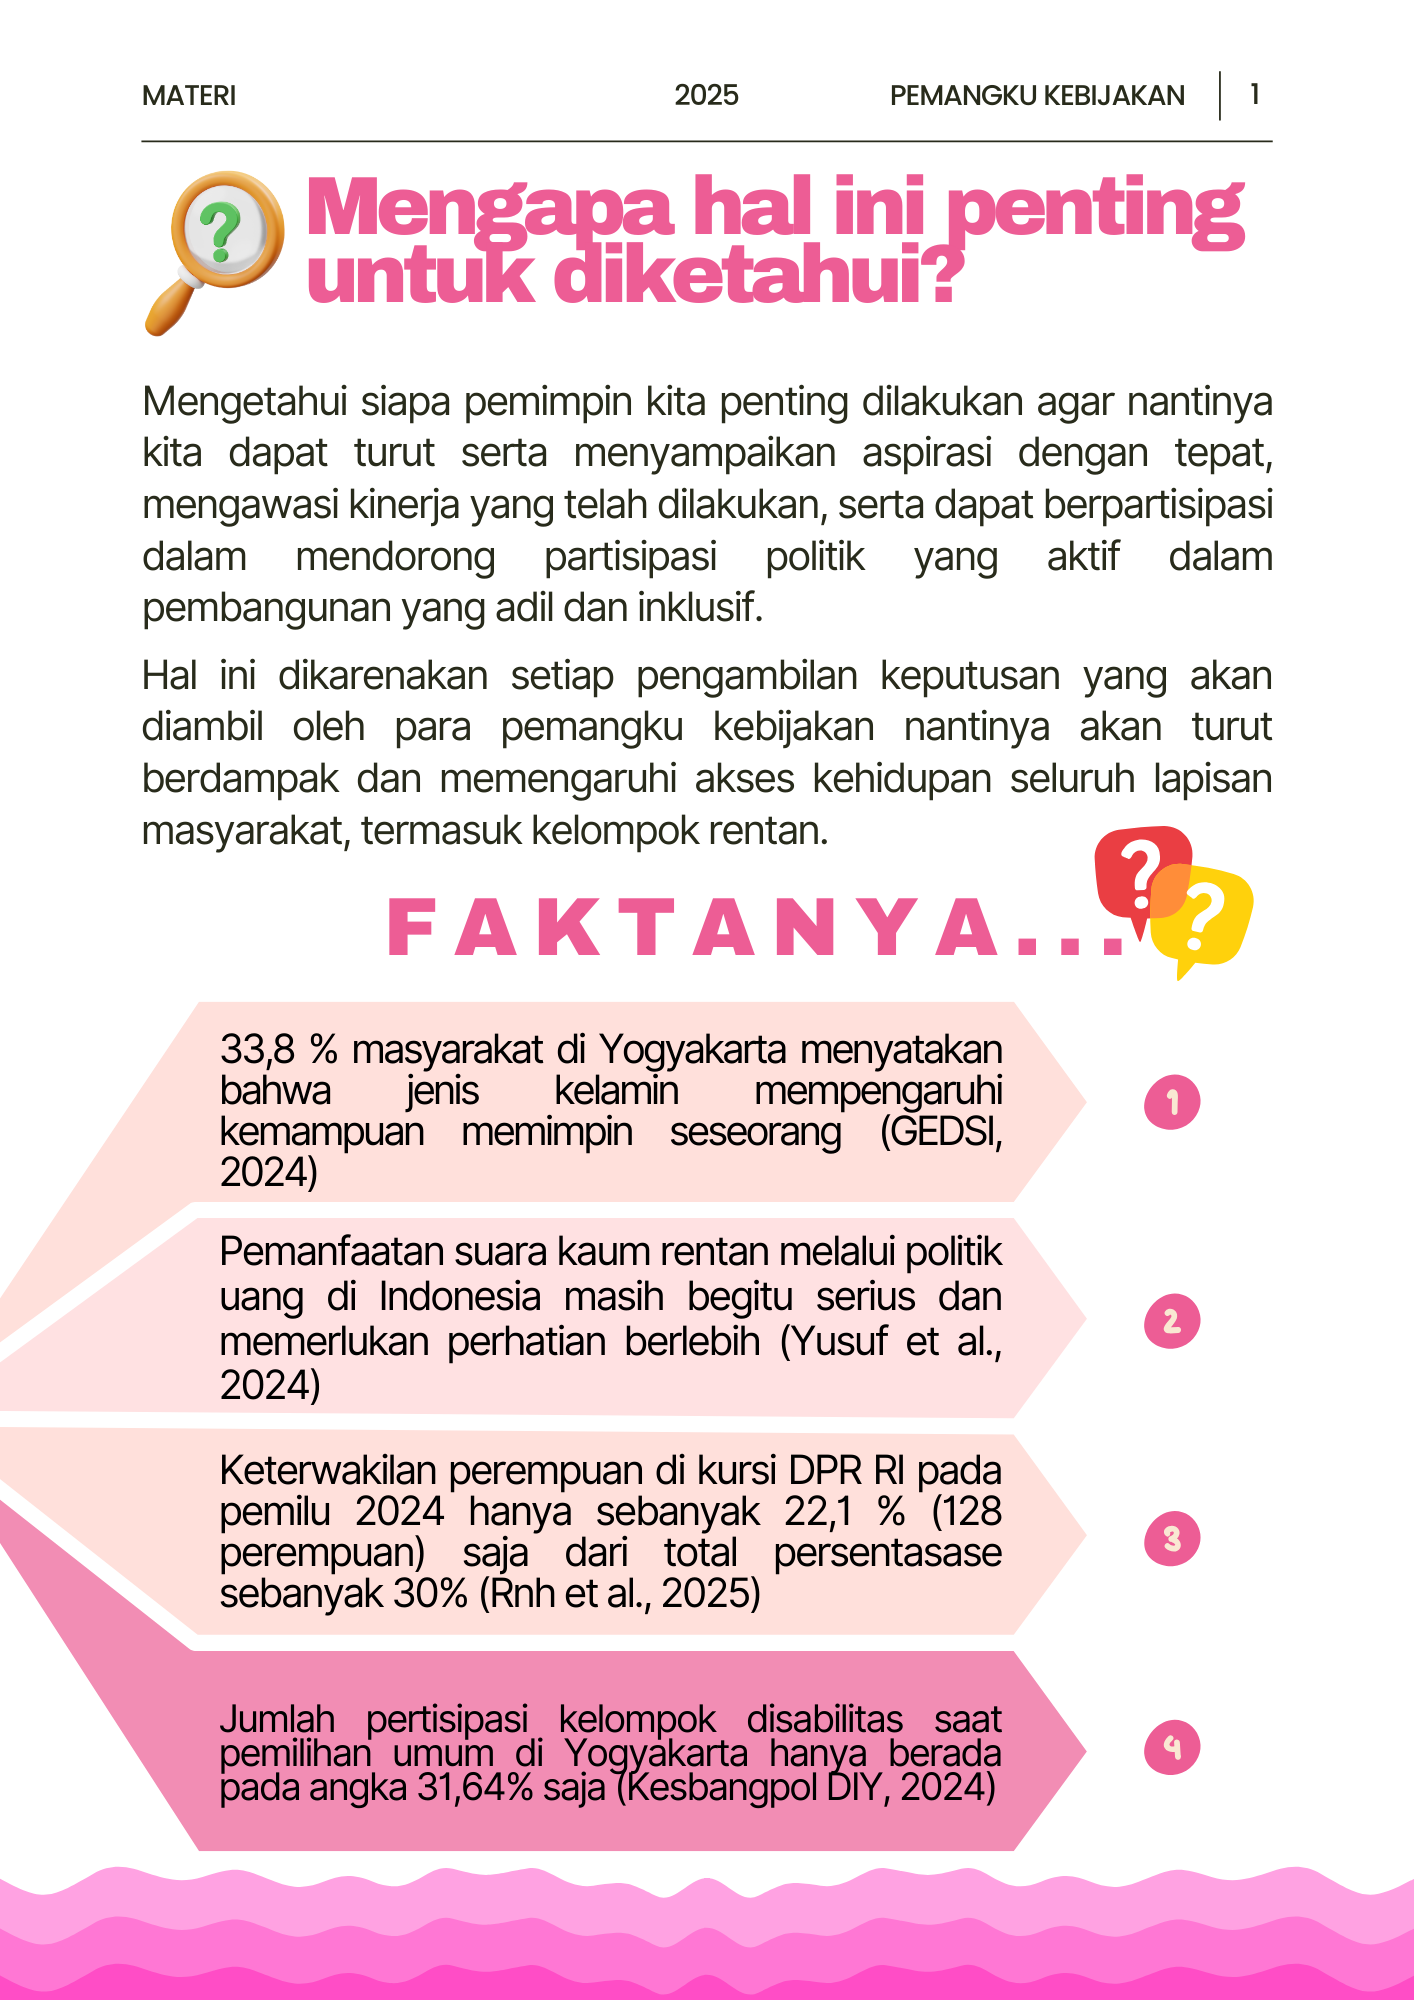 MATERI 2025 PEMANGKU KEBIJAKAN 1
?
Mengapa hal ini penting
untuk diketahui?
Mengetahui siapa pemimpin kita penting dilakukan agar nantinya
kita dapat turut serta menyampaikan aspirasi dengan tepat,
mengawasi kinerja yang telah dilakukan, serta dapat berpartisipasi
dalam mendorong partisipasi politik yang aktif dalam
pembangunan yang adil dan inklusif.
Hal ini dikarenakan setiap pengambilan keputusan yang akan
diambil oleh para pemangku kebijakan nantinya akan turut
berdampak dan memengaruhi akses kehidupan seluruh lapisan
masyarakat, termasuk kelompok rentan.
FAKTANYA...
? ?
33,8 % masyarakat di Yogyakarta menyatakan
bahwa jenis kelamin mempengaruhi
kemampuan memimpin seseorang (GEDSI,
2024)
1
Pemanfaatan suara kaum rentan melalui politik
uang di Indonesia masih begitu serius dan
memerlukan perhatian berlebih (Yusuf et al.,
2024)
2
Keterwakilan perempuan di kursi DPR RI pada
pemilu 2024 hanya sebanyak 22,1 % (128
perempuan) saja dari total persentasase
sebanyak 30% (Rnh et al., 2025)
3
Jumlah pertisipasi kelompok disabilitas saat
pemilihan umum di Yogyakarta hanya berada
pada angka 31,64% saja (Kesbangpol DIY, 2024)
4